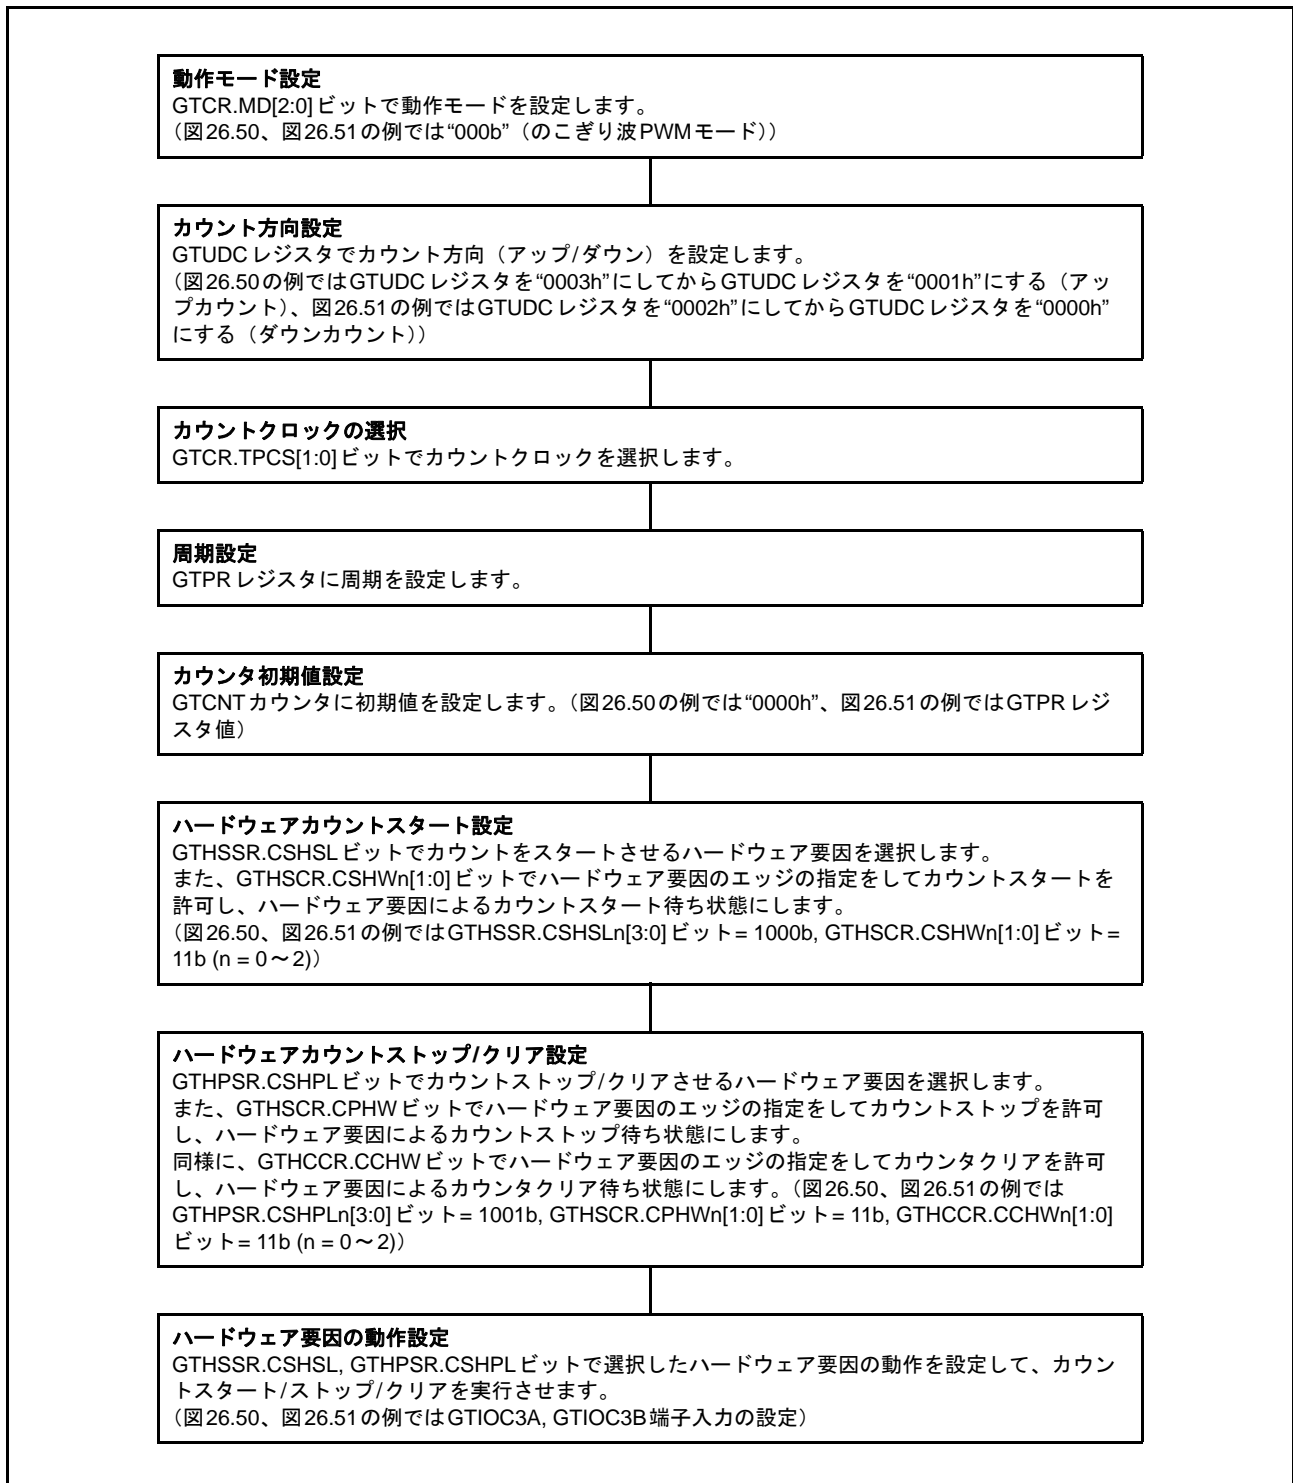 動作モード設定
GTCR.MD[2:0]ビットで動作モードを設定します。
（図26.50、図26.51の例では“000b”（のこぎり波PWMモード））
カウント方向設定
GTUDCレジスタでカウント方向（アップ/ダウン）を設定します。
（図26.50の例ではGTUDCレジスタを“0003h”にしてからGTUDCレジスタを“0001h”にする（アッ
プカウント）、図26.51の例ではGTUDCレジスタを“0002h”にしてからGTUDCレジスタを“0000h”
にする（ダウンカウント））
カウントクロックの選択
GTCR.TPCS[1:0]ビットでカウントクロックを選択します。
周期設定
GTPRレジスタに周期を設定します。
カウンタ初期値設定
GTCNTカウンタに初期値を設定します。（図26.50の例では“0000h”、図26.51の例ではGTPRレジ
スタ値）
ハードウェアカウントスタート設定
GTHSSR.CSHSLビットでカウントをスタートさせるハードウェア要因を選択します。
また、GTHSCR.CSHWn[1:0]ビットでハードウェア要因のエッジの指定をしてカウントスタートを
許可し、ハードウェア要因によるカウントスタート待ち状態にします。
（図26.50、図26.51の例ではGTHSSR.CSHSLn[3:0]ビット= 1000b, GTHSCR.CSHWn[1:0]ビット=
11b (n = 0～2)）
ハードウェアカウントストップ/クリア設定
GTHPSR.CSHPLビットでカウントストップ/クリアさせるハードウェア要因を選択します。
また、GTHSCR.CPHWビットでハードウェア要因のエッジの指定をしてカウントストップを許可
し、ハードウェア要因によるカウントストップ待ち状態にします。
同様に、GTHCCR.CCHWビットでハードウェア要因のエッジの指定をしてカウンタクリアを許可
し、ハードウェア要因によるカウンタクリア待ち状態にします。（図26.50、図26.51の例では
GTHPSR.CSHPLn[3:0]ビット= 1001b, GTHSCR.CPHWn[1:0]ビット= 11b, GTHCCR.CCHWn[1:0]
ビット= 11b (n = 0～2)）
ハードウェア要因の動作設定
GTHSSR.CSHSL, GTHPSR.CSHPLビットで選択したハードウェア要因の動作を設定して、カウン
トスタート/ストップ/クリアを実行させます。
（図26.50、図26.51の例ではGTIOC3A, GTIOC3B端子入力の設定）